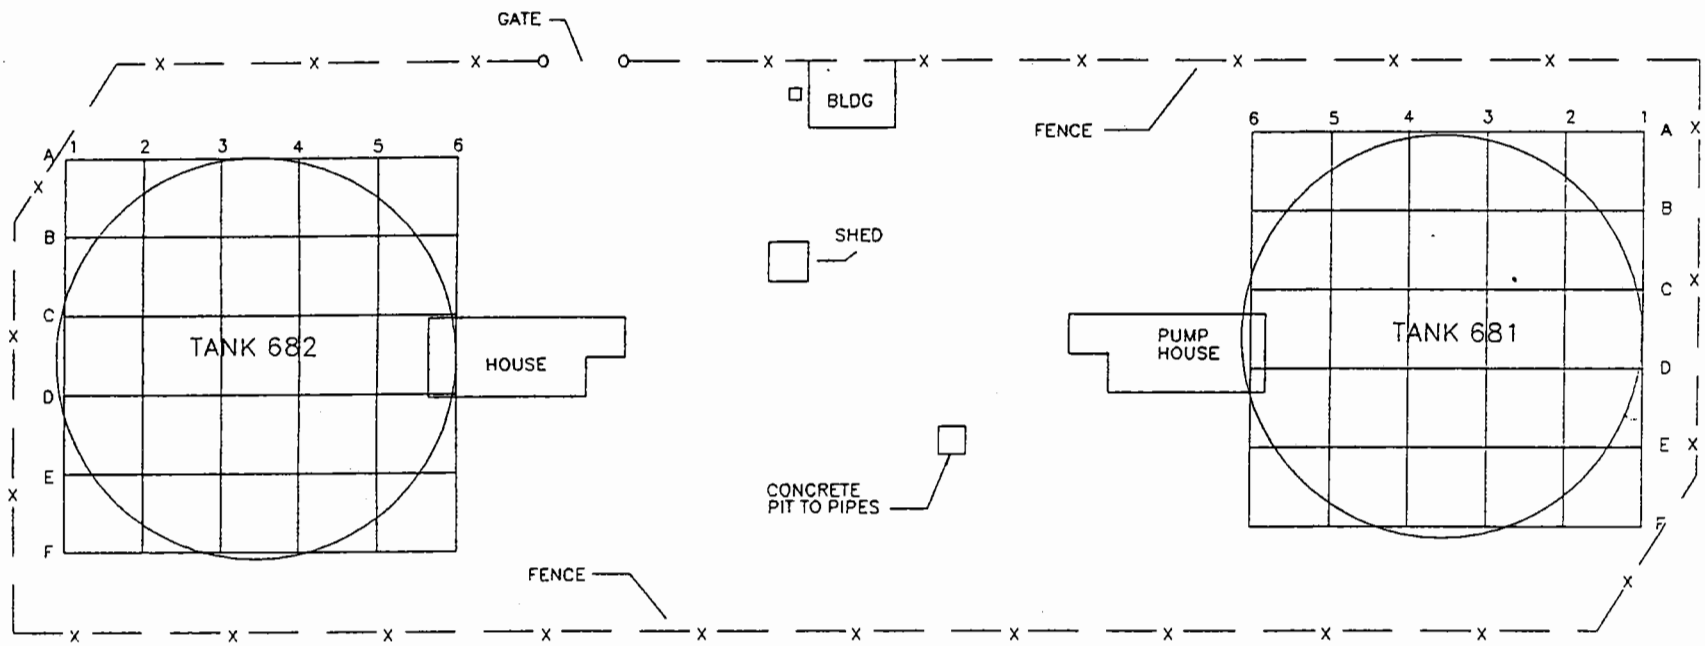 GATE
X X X X X X X X X
BLDG
FENCE
6 5 4 3 2 1
A
X
1 2 3 4 5 6
A
X
B
B
SHED
C
X
C
X
TANK 682
HOUSE
PUMP
HOUSE
TANK 681
D
D
E
X
E
X
CONCRETE
PIT TO PIPES
F
F
FENCE
X
X X X X X X X X X X